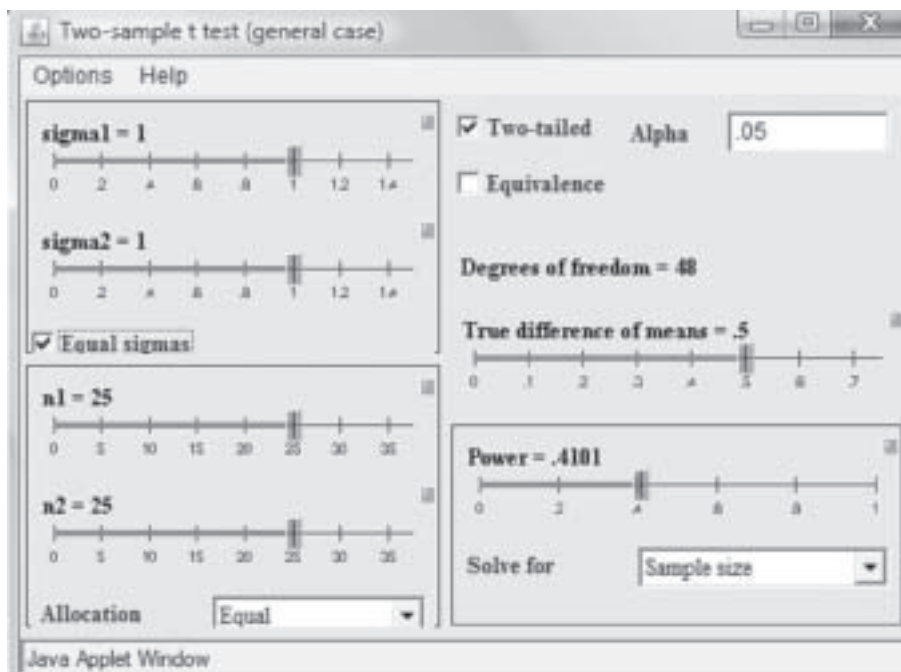 Two-sample t test (general case)
Options Help
sigma1 = 1
0 .2 .4 .6 .8 1 1.2 1.4
sigma2 = 1
0 .2 .4 .6 .8 1 1.2 1.4
Equal sigmas
n1 = 25
0 5 10 15 20 25 30 35
n2 = 25
0 5 10 15 20 25 30 35
Allocation Equal
Two-tailed Alpha .05
Equivalence
Degrees of freedom = 48
True difference of means = .5
0 .1 .2 .3 .4 .5 .6 .7
Power = .4101
0 .2 .4 .6 .8 1
Solve for Sample size
Java Applet Window